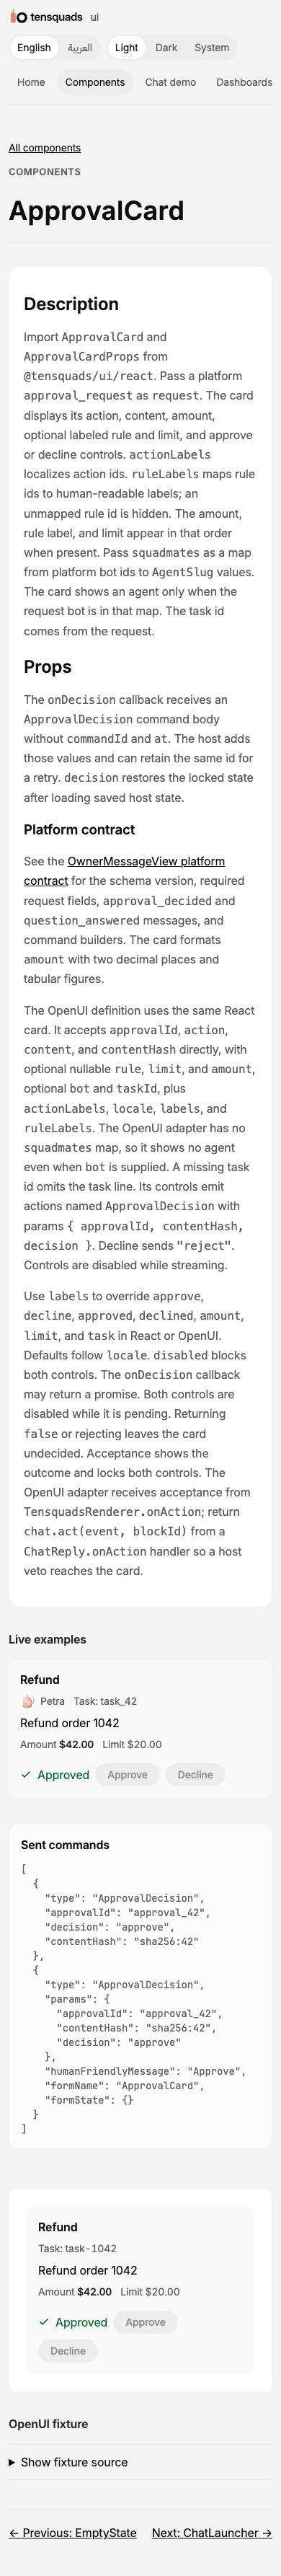 tensquads ui
English العربية Light Dark System
Home Components Chat demo Dashboards
All components
COMPONENTS
ApprovalCard
Description
Import ApprovalCard and
ApprovalCardProps from
@tensquads/ui/react. Pass a platform
approval_request as request. The card
displays its action, content, amount,
optional labeled rule and limit, and approve
or decline controls. actionLabels
localizes action ids. ruleLabels maps rule
ids to human-readable labels; an
unmapped rule id is hidden. The amount,
rule label, and limit appear in that order
when present. Pass squadmates as a map
from platform bot ids to AgentSlug values.
The card shows an agent only when the
request bot is in that map. The task id
comes from the request.
Props
The onDecision callback receives an
ApprovalDecision command body
without commandId and at. The host adds
those values and can retain the same id for
a retry. decision restores the locked state
after loading saved host state.
Platform contract
See the OwnerMessageView platform
contract for the schema version, required
request fields, approval_decided and
question_answered messages, and
command builders. The card formats
amount with two decimal places and
tabular figures.
The OpenUI definition uses the same React
card. It accepts approvalId, action,
content, and contentHash directly, with
optional nullable rule, limit, and amount,
optional bot and taskId, plus
actionLabels, locale, labels, and
ruleLabels. The OpenUI adapter has no
squadmates map, so it shows no agent
even when bot is supplied. A missing task
id omits the task line. Its controls emit
actions named ApprovalDecision with
params { approvalId, contentHash,
decision }. Decline sends "reject".
Controls are disabled while streaming.
Use labels to override approve,
decline, approved, declined, amount,
limit, and task in React or OpenUI.
Defaults follow locale. disabled blocks
both controls. The onDecision callback
may return a promise. Both controls are
disabled while it is pending. Returning
false or rejecting leaves the card
undecided. Acceptance shows the
outcome and locks both controls. The
OpenUI adapter receives acceptance from
TensquadsRenderer.onAction; return
chat.act(event, blockId) from a
ChatReply.onAction handler so a host
veto reaches the card.
Live examples
Refund
Petra Task: task_42
Refund order 1042
Amount $42.00 Limit $20.00
Approved Approve Decline
Sent commands
[
{
"type": "ApprovalDecision",
"approvalId": "approval_42",
"decision": "approve",
"contentHash": "sha256:42"
},
{
"type": "ApprovalDecision",
"params": {
"approvalId": "approval_42",
"contentHash": "sha256:42",
"decision": "approve"
},
"humanFriendlyMessage": "Approve",
"formName": "ApprovalCard",
"formState": {}
}
]
Refund
Task: task-1042
Refund order 1042
Amount $42.00 Limit $20.00
Approved Approve
Decline
OpenUI fixture
Show fixture source
← Previous: EmptyState Next: ChatLauncher →